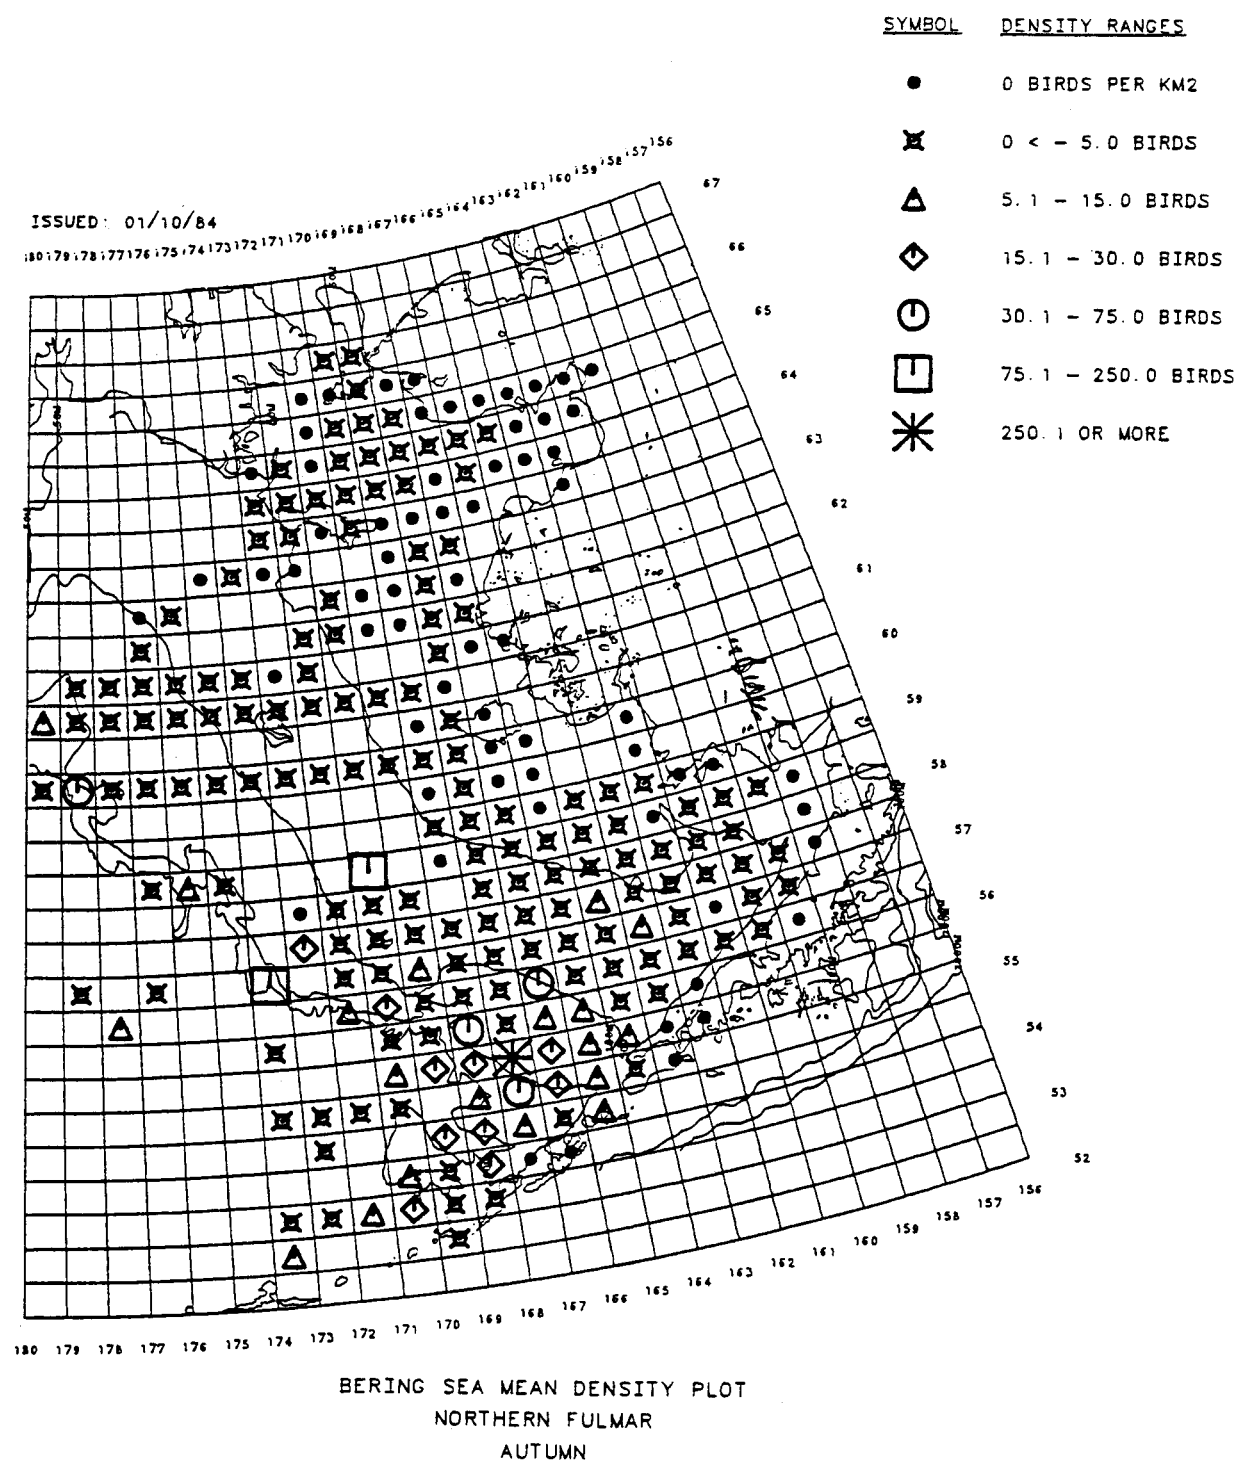 SYMBOL DENSITY RANGES
0 BIRDS PER KM2
0 < - 5.0 BIRDS
5.1 - 15.0 BIRDS
15.1 - 30.0 BIRDS
30.1 - 75.0 BIRDS
75.1 - 250.0 BIRDS
250.1 OR MORE
ISSUED: 01/10/84
180 179 178 177 176 175 174 173 172 171 170 169 168 167 166 165 164 163 162 161 160 159 158 157 156
67
66
65
64
63
62
61
60
59
58
57
56
55
54
53
52
180 179 178 177 176 175 174 173 172 171 170 169 168 167 166 165 164 163 162 161 160 159 158 157 156
BERING SEA MEAN DENSITY PLOT
NORTHERN FULMAR
AUTUMN